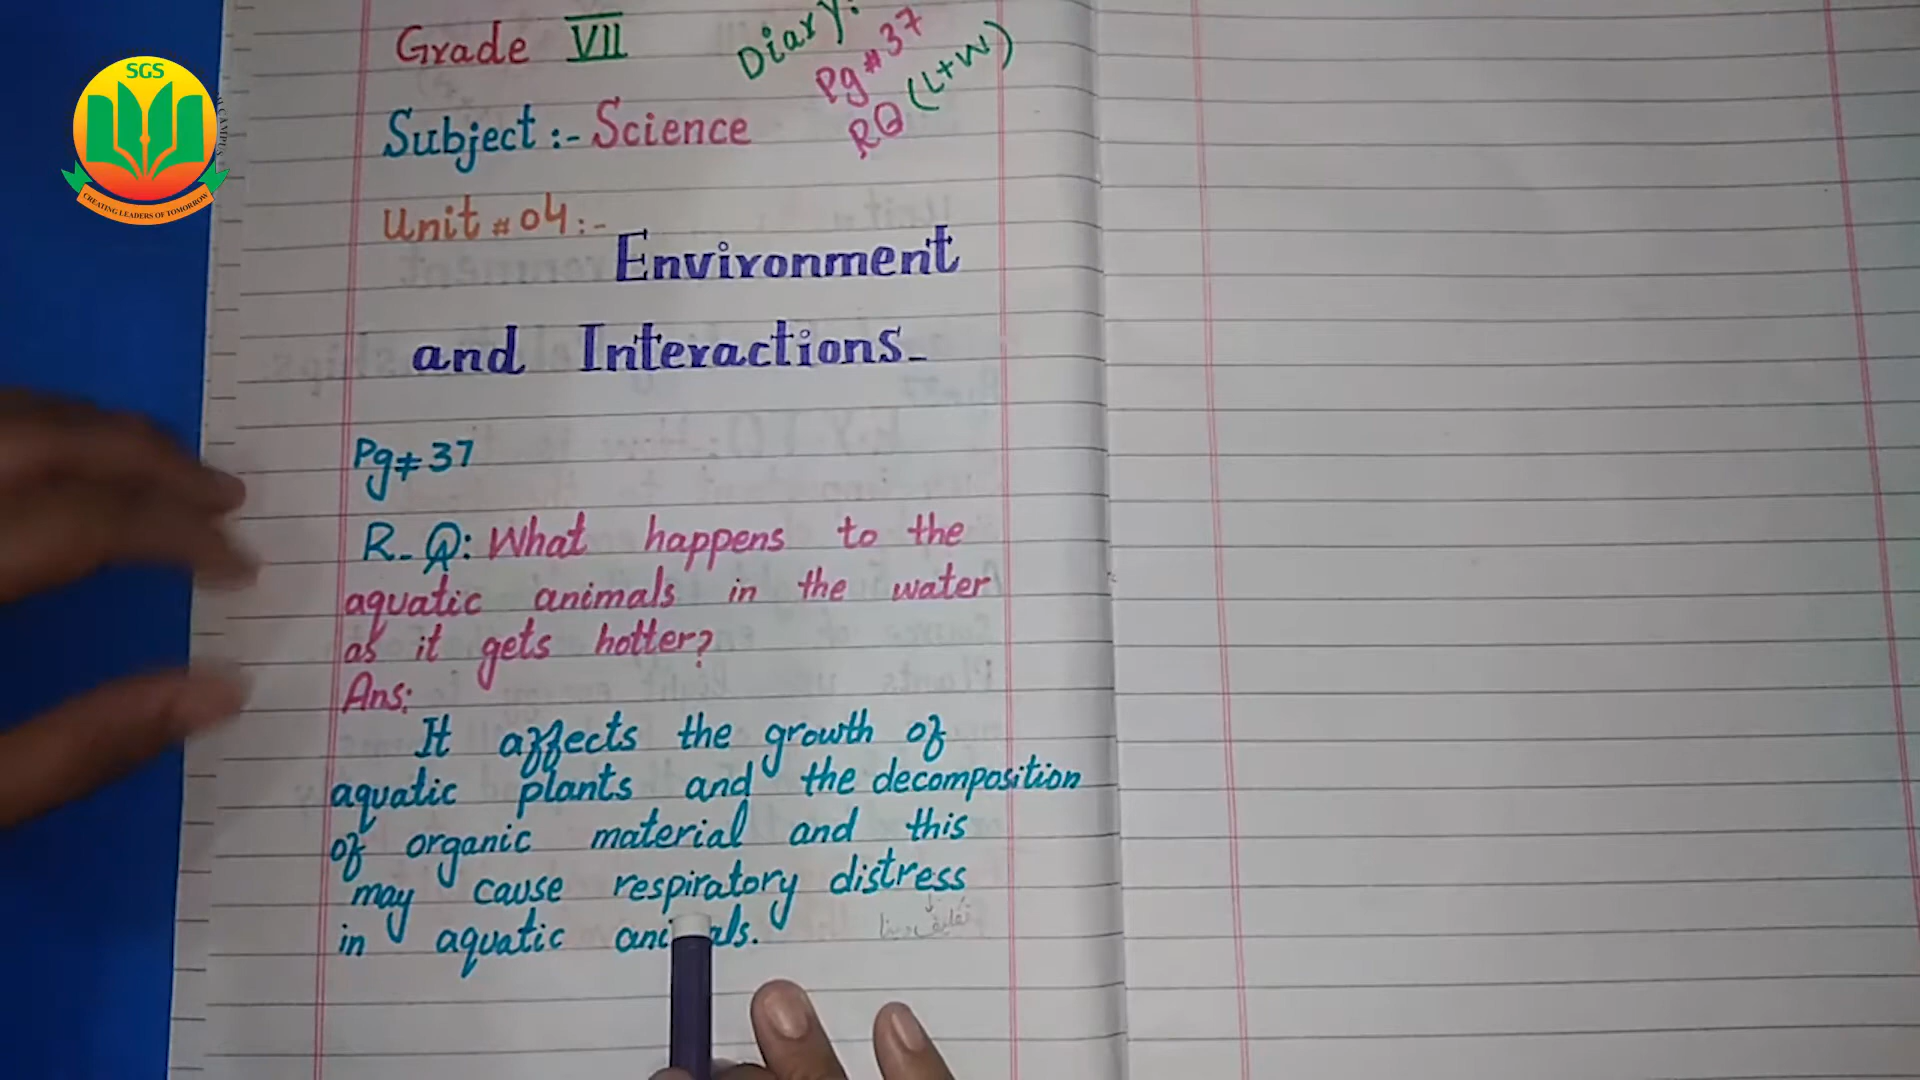 SGS
CREATING LEADERS OF TOMORROW
Grade VII
Diary:
Pg # 37
RQ (L+W)
Subject :- Science
Unit # 04 :-
Environment
and Interactions-
Pg # 37
R-Q: What happens to the
aquatic animals in the water
as it gets hotter?
Ans:
It affects the growth of
aquatic plants and the decomposition
of organic material and this
may cause respiratory distress
in aquatic animals.